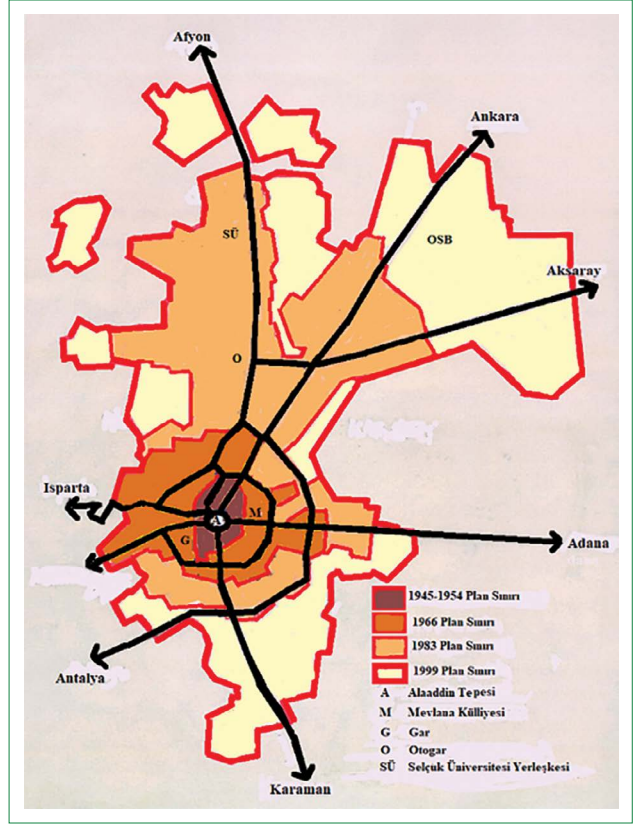 Afyon
Ankara
SÜ
OSB
Aksaray
O
Isparta
A
M
G
Adana
Antalya
Karaman
1945-1954 Plan Sınırı
1966 Plan Sınırı
1983 Plan Sınırı
1999 Plan Sınırı
A Alaaddin Tepesi
M Mevlana Külliyesi
G Gar
O Otogar
SÜ Selçuk Üniversitesi Yerleşkesi